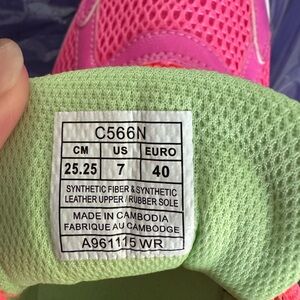 C566N
CM US EURO
25.25 7 40
SYNTHETIC FIBER & SYNTHETIC
LEATHER UPPER / RUBBER SOLE
MADE IN CAMBODIA
FABRIQUE AU CAMBODGE
A961115 WR